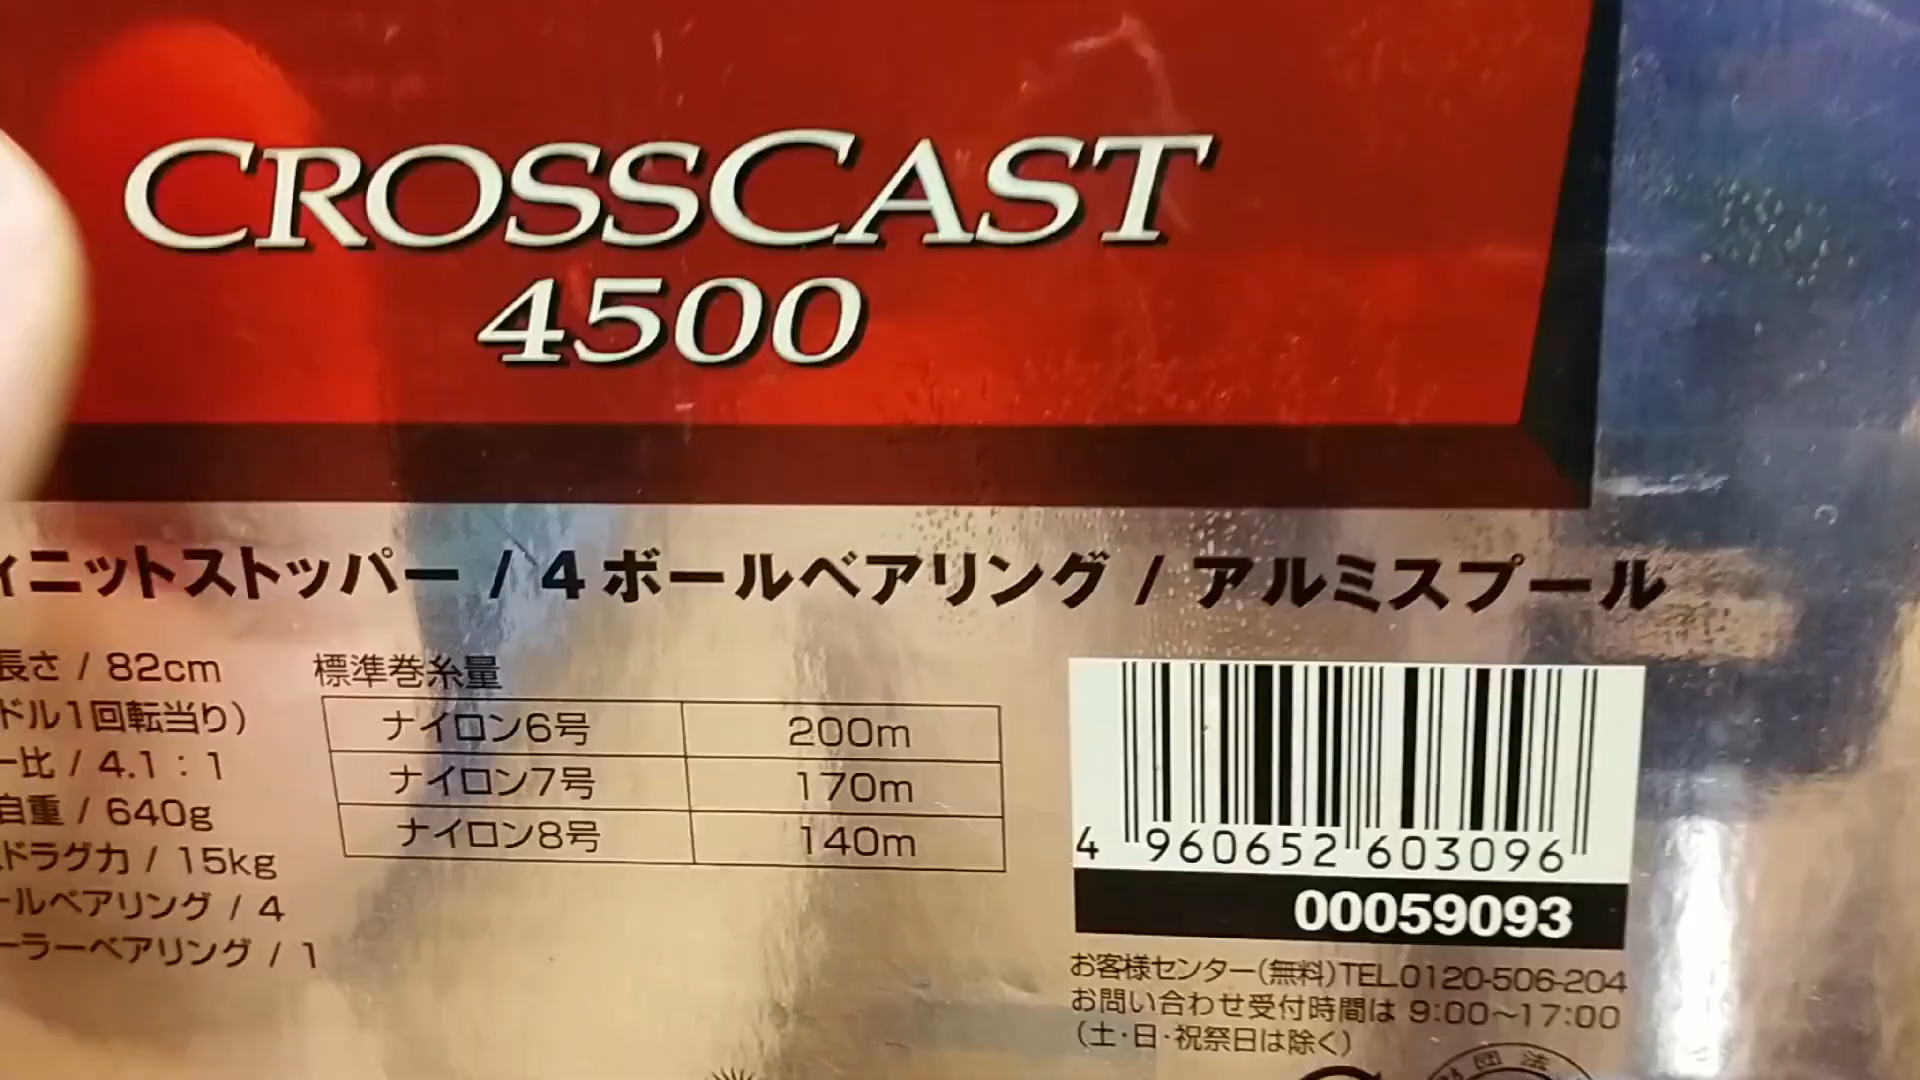 CROSSCAST
4500
ィニットストッパー / 4ボールベアリング / アルミスプール
長さ / 82cm
ドル1回転当り)
ー比 / 4.1：1
自重 / 640g
ドラグ力 / 15kg
ールベアリング / 4
ーラーベアリング / 1
標準巻糸量
ナイロン6号 200m
ナイロン7号 170m
ナイロン8号 140m
4 960652 603096
00059093
お客様センター(無料)TEL.0120-506-204
お問い合わせ受付時間は 9:00〜17:00
(土・日・祝祭日は除く)
団法